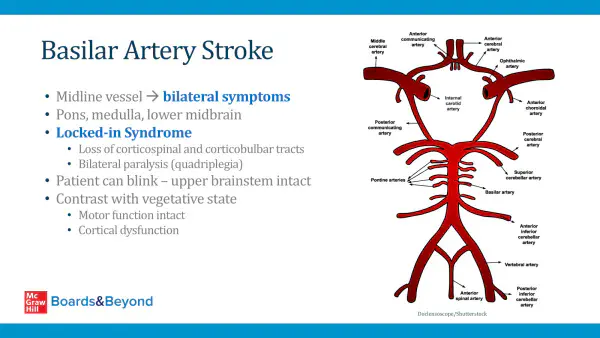 Basilar Artery Stroke
• Midline vessel → bilateral symptoms
• Pons, medulla, lower midbrain
• Locked-in Syndrome
• Loss of corticospinal and corticobulbar tracts
• Bilateral paralysis (quadriplegia)
• Patient can blink – upper brainstem intact
• Contrast with vegetative state
• Motor function intact
• Cortical dysfunction
Mc
Graw
Hill
Boards&Beyond
Anterior
communicating
artery
Middle
cerebral
artery
Anterior
cerebral
artery
Ophthalmic
artery
Internal
carotid
artery
Anterior
choroidal
artery
Posterior
communicating
artery
Posterior
cerebral
artery
Superior
cerebellar artery
Pontine arteries
Basilar artery
Anterior
inferior
cerebellar
artery
Vertebral artery
Anterior
spinal artery
Posterior
inferior
cerebellar
artery
/Shutterstock